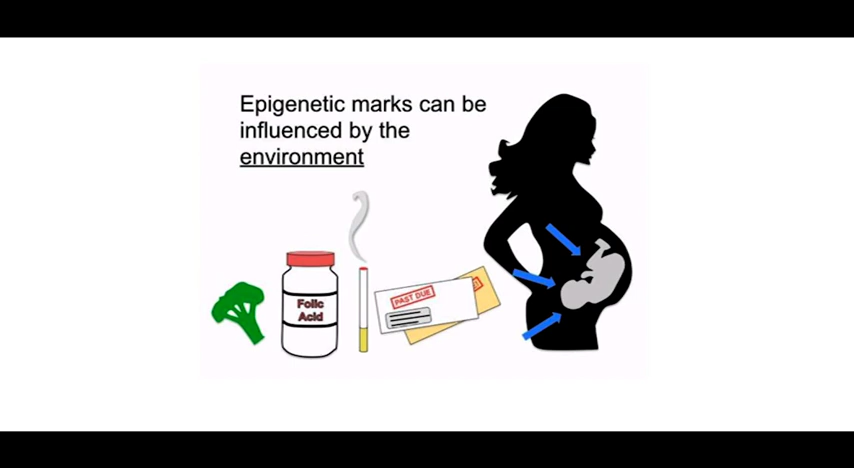 Epigenetic marks can be
influenced by the
environment
Folic
Acid
PAST DUE